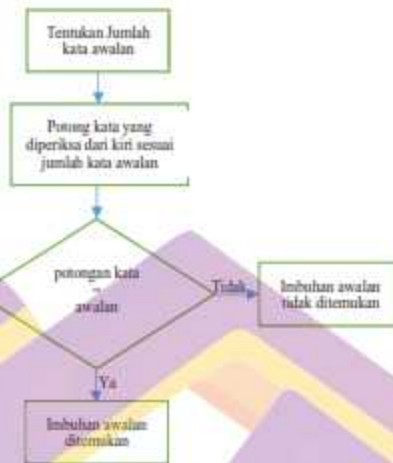 Tentukan Jumlah
kata awalan
Potong kata yang
diperiksa dari kiri sesuai
jumlah kata awalan
potongan kata
=
awalan
Tidak
Imbuhan awalan
tidak ditemukan
Ya
Imbuhan awalan
ditemukan